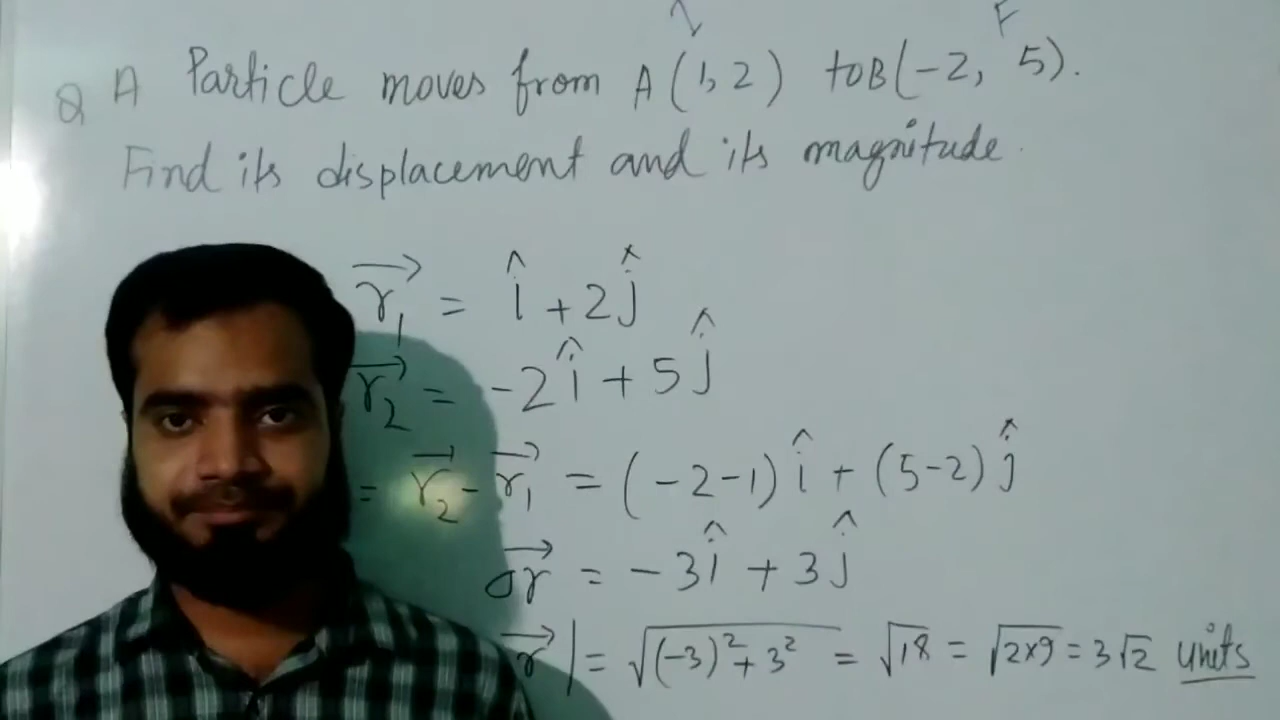 Q A Particle moves from A(1, 2) to B(-2, 5).
Find its displacement and its magnitude.
r⃗₁ = î + 2ĵ
r⃗₂ = -2î + 5ĵ
= r⃗₂ - r⃗₁ = (-2-1)î + (5-2)ĵ
Δr⃗ = -3î + 3ĵ
r⃗| = √((-3)² + 3²) = √18 = √(2×9) = 3√2 units